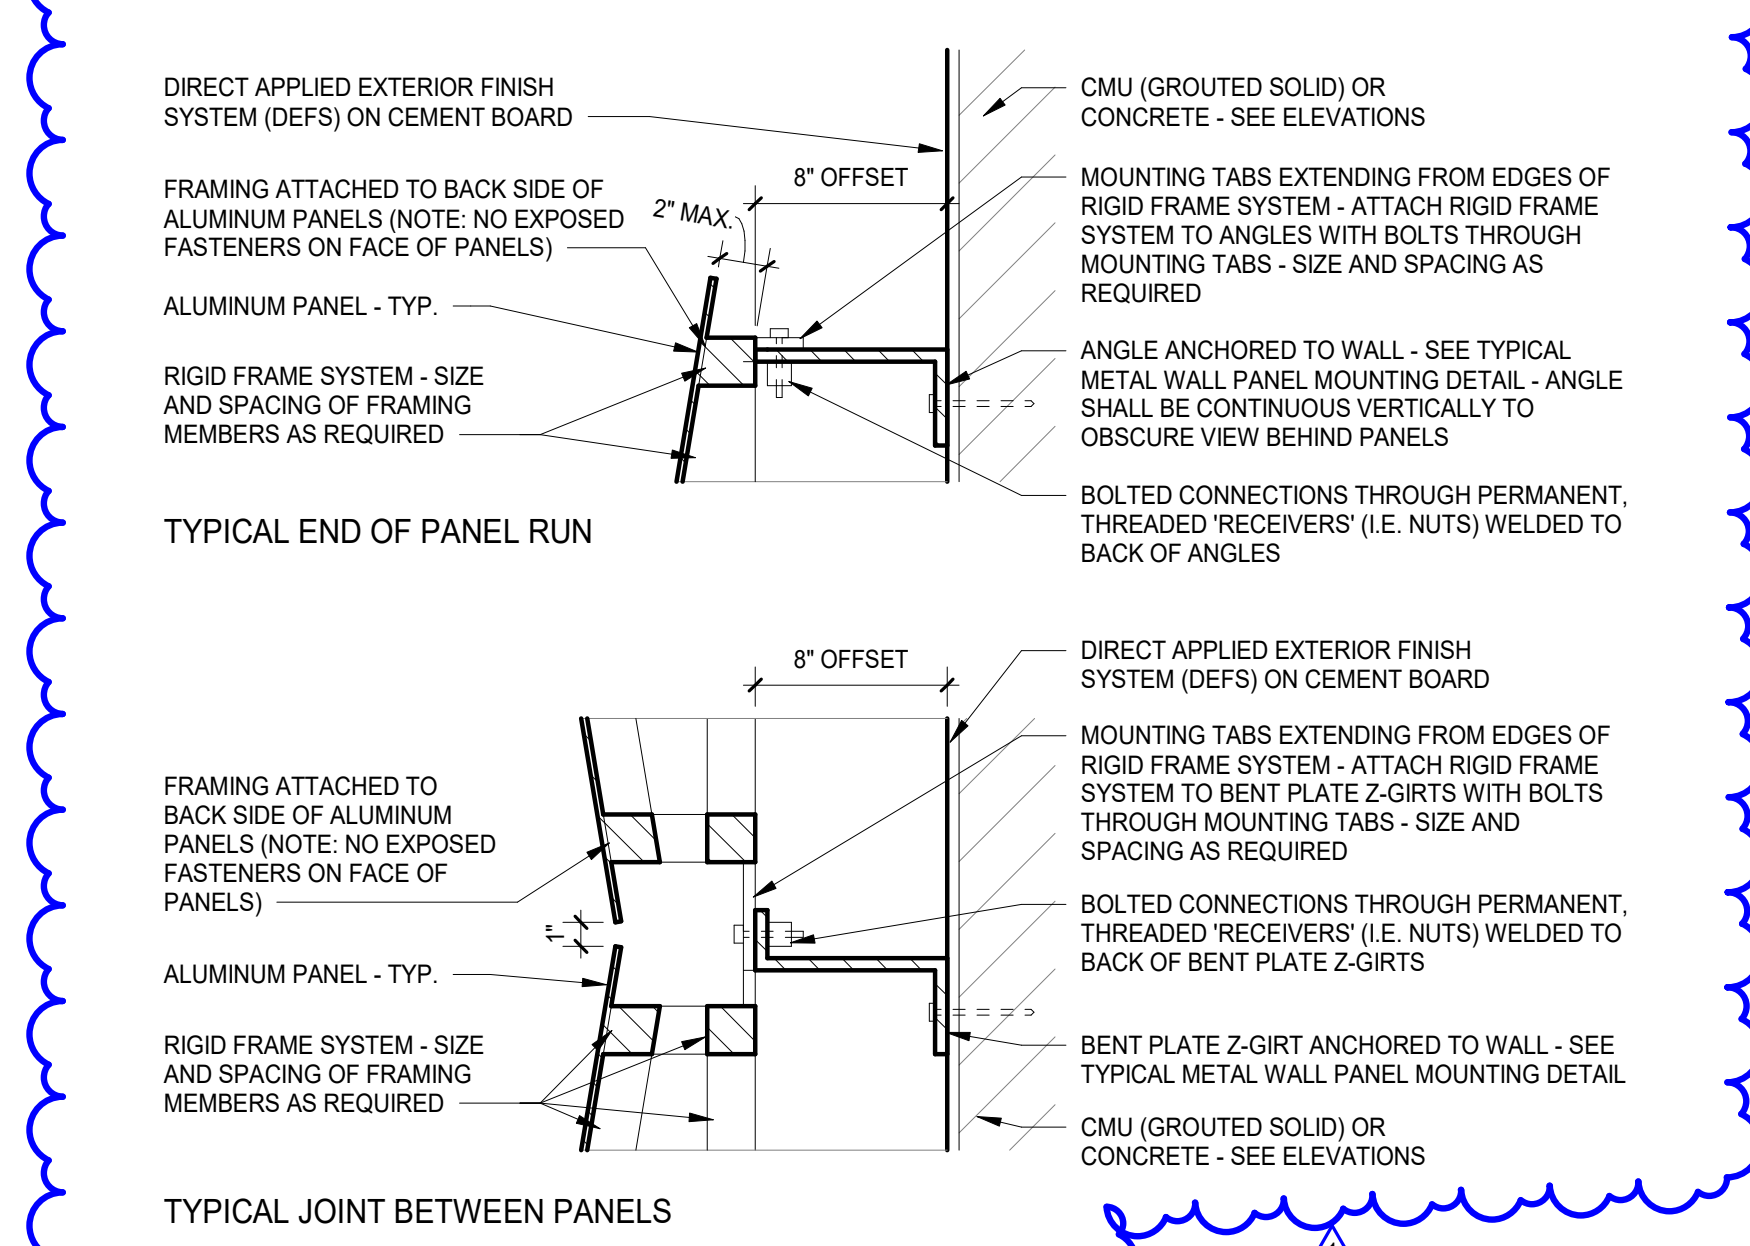 DIRECT APPLIED EXTERIOR FINISH
SYSTEM (DEFS) ON CEMENT BOARD
FRAMING ATTACHED TO BACK SIDE OF
ALUMINUM PANELS (NOTE: NO EXPOSED
FASTENERS ON FACE OF PANELS)
ALUMINUM PANEL - TYP.
RIGID FRAME SYSTEM - SIZE
AND SPACING OF FRAMING
MEMBERS AS REQUIRED
2" MAX.
8" OFFSET
CMU (GROUTED SOLID) OR
CONCRETE - SEE ELEVATIONS
MOUNTING TABS EXTENDING FROM EDGES OF
RIGID FRAME SYSTEM - ATTACH RIGID FRAME
SYSTEM TO ANGLES WITH BOLTS THROUGH
MOUNTING TABS - SIZE AND SPACING AS
REQUIRED
ANGLE ANCHORED TO WALL - SEE TYPICAL
METAL WALL PANEL MOUNTING DETAIL - ANGLE
SHALL BE CONTINUOUS VERTICALLY TO
OBSCURE VIEW BEHIND PANELS
BOLTED CONNECTIONS THROUGH PERMANENT,
THREADED 'RECEIVERS' (I.E. NUTS) WELDED TO
BACK OF ANGLES
TYPICAL END OF PANEL RUN
FRAMING ATTACHED TO
BACK SIDE OF ALUMINUM
PANELS (NOTE: NO EXPOSED
FASTENERS ON FACE OF
PANELS)
1"
ALUMINUM PANEL - TYP.
RIGID FRAME SYSTEM - SIZE
AND SPACING OF FRAMING
MEMBERS AS REQUIRED
8" OFFSET
DIRECT APPLIED EXTERIOR FINISH
SYSTEM (DEFS) ON CEMENT BOARD
MOUNTING TABS EXTENDING FROM EDGES OF
RIGID FRAME SYSTEM - ATTACH RIGID FRAME
SYSTEM TO BENT PLATE Z-GIRTS WITH BOLTS
THROUGH MOUNTING TABS - SIZE AND
SPACING AS REQUIRED
BOLTED CONNECTIONS THROUGH PERMANENT,
THREADED 'RECEIVERS' (I.E. NUTS) WELDED TO
BACK OF BENT PLATE Z-GIRTS
BENT PLATE Z-GIRT ANCHORED TO WALL - SEE
TYPICAL METAL WALL PANEL MOUNTING DETAIL
CMU (GROUTED SOLID) OR
CONCRETE - SEE ELEVATIONS
TYPICAL JOINT BETWEEN PANELS